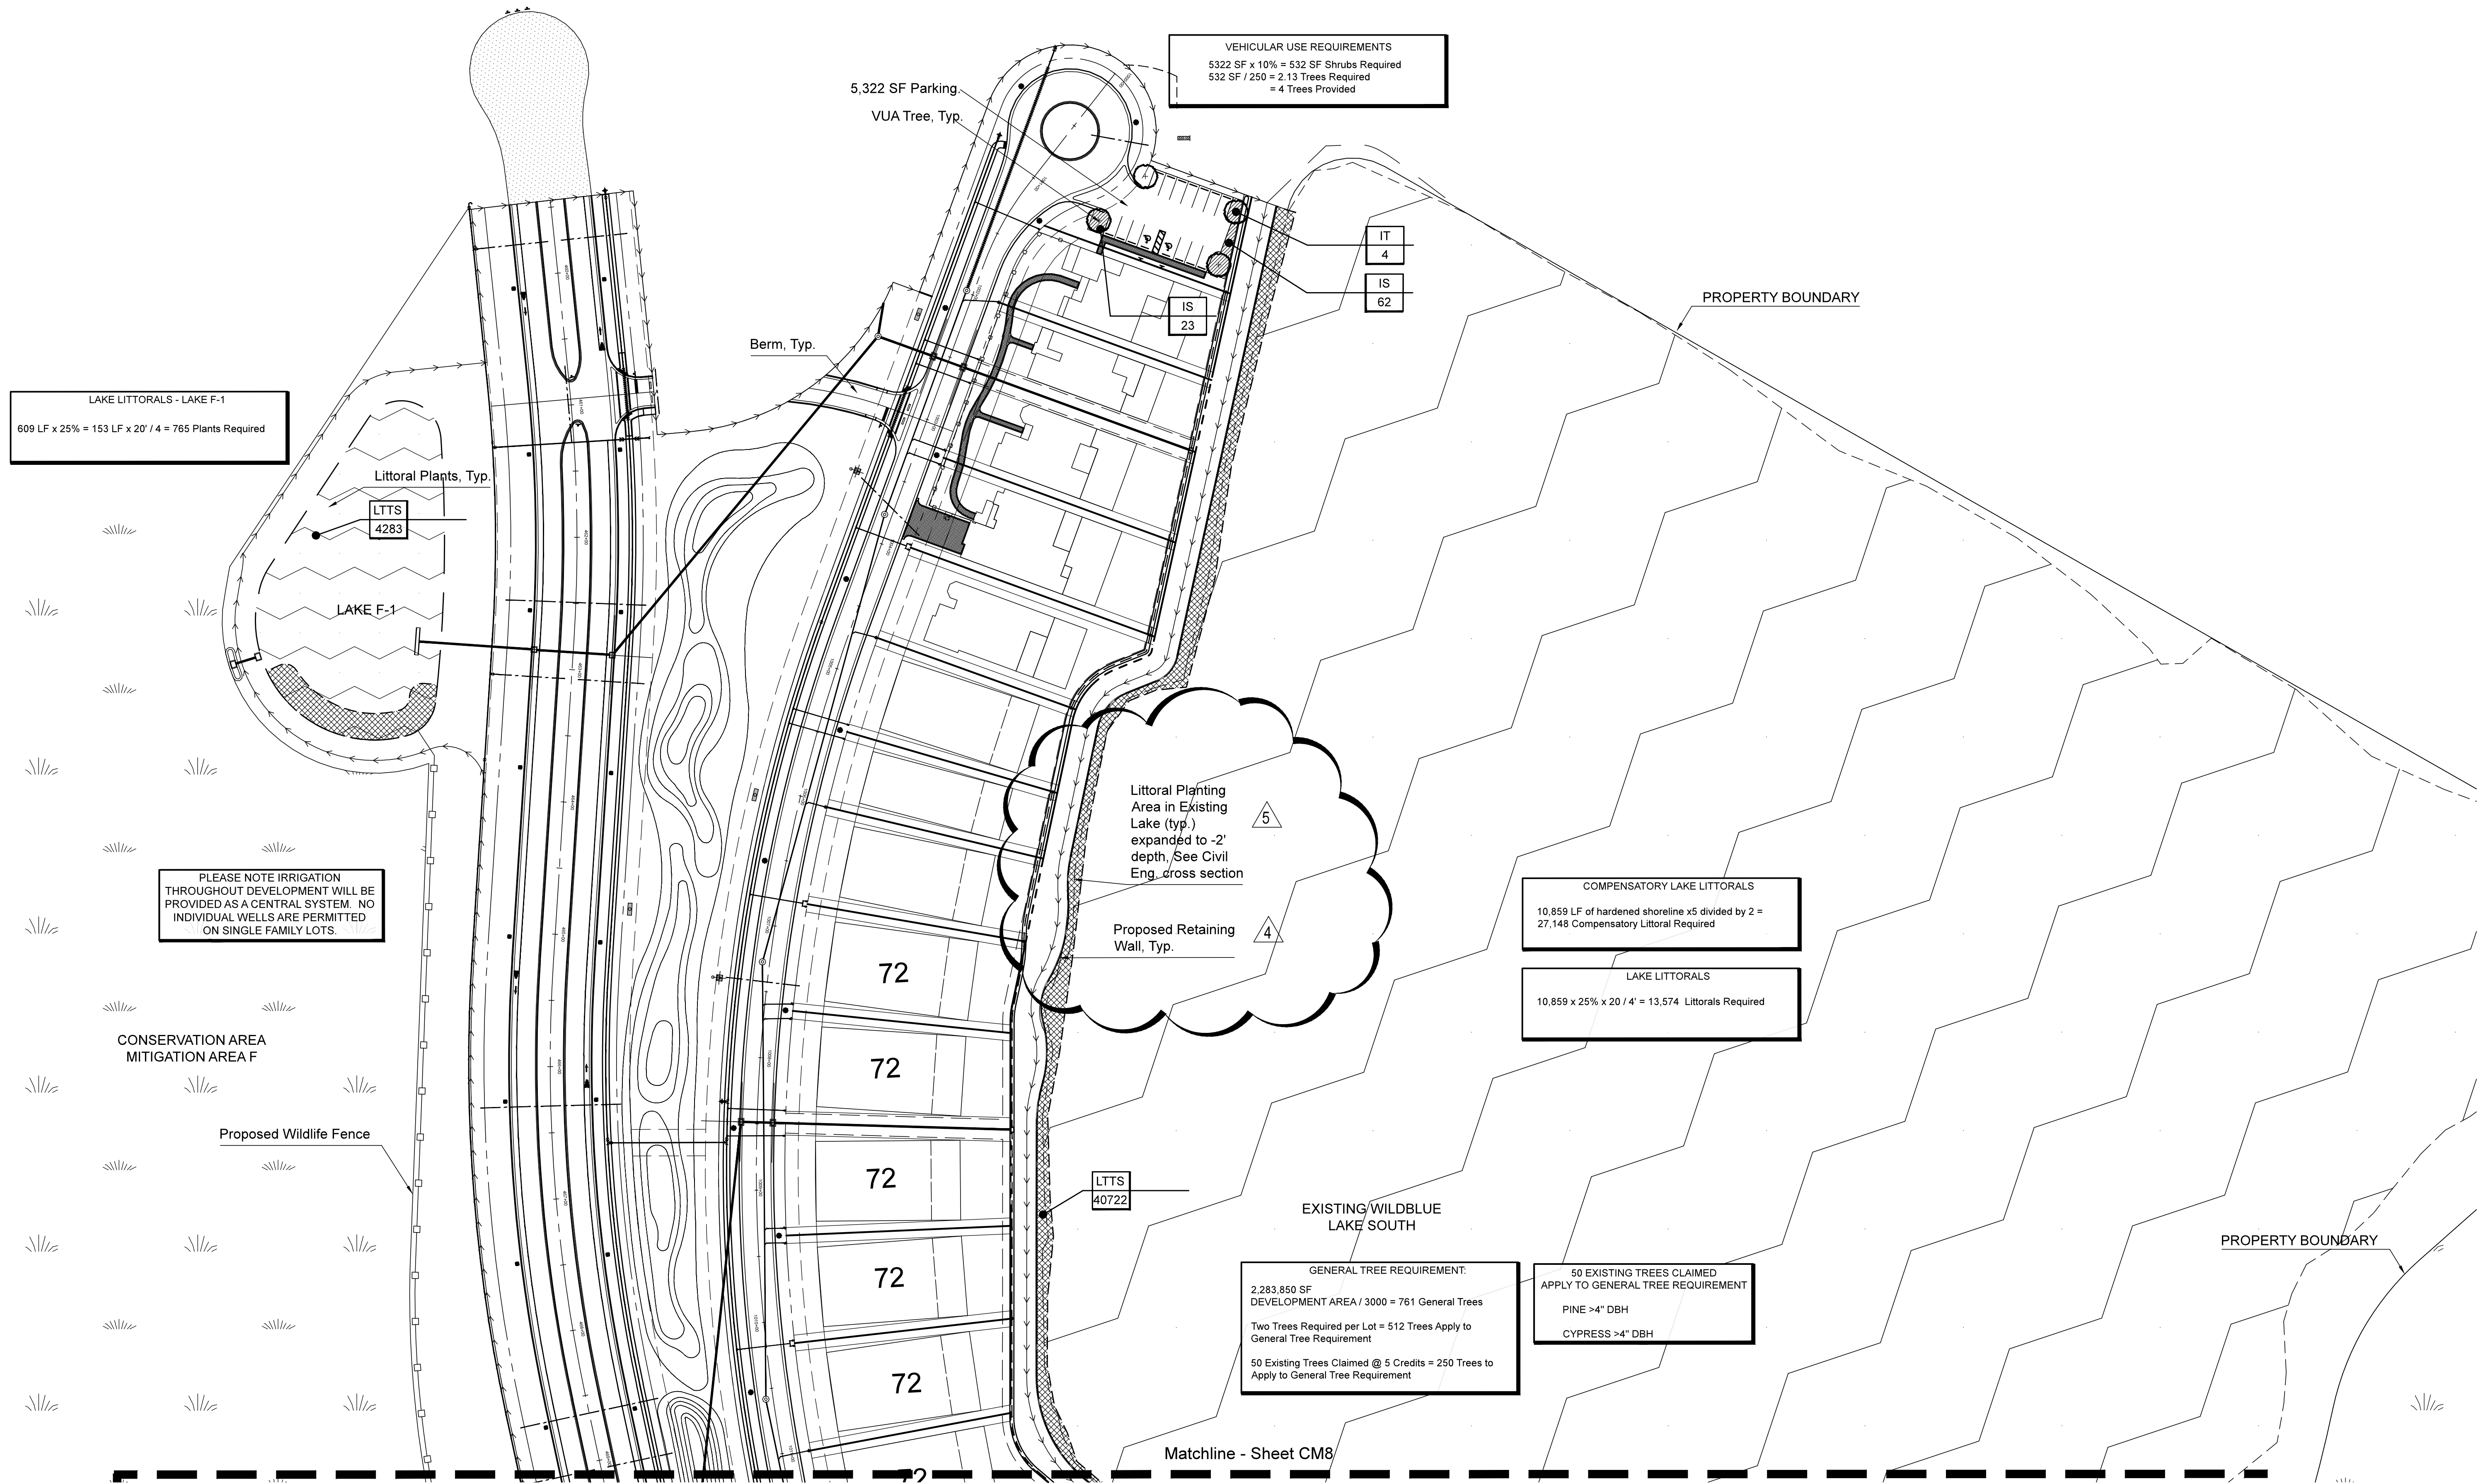 VEHICULAR USE REQUIREMENTS
5322 SF x 10% = 532 SF Shrubs Required
532 SF / 250 = 2.13 Trees Required
= 4 Trees Provided
5,322 SF Parking.
VUA Tree, Typ.
IT
4
IS
62
IS
23
PROPERTY BOUNDARY
Berm, Typ.
LAKE LITTORALS - LAKE F-1
609 LF x 25% = 153 LF x 20' / 4 = 765 Plants Required
Littoral Plants, Typ.
LTTS
4283
LAKE F-1
Littoral Planting
Area in Existing
Lake (typ.)
expanded to -2'
depth, See Civil
Eng. cross section
5
Proposed Retaining
Wall, Typ.
4
PLEASE NOTE IRRIGATION
THROUGHOUT DEVELOPMENT WILL BE
PROVIDED AS A CENTRAL SYSTEM. NO
INDIVIDUAL WELLS ARE PERMITTED
ON SINGLE FAMILY LOTS.
COMPENSATORY LAKE LITTORALS
10,859 LF of hardened shoreline x5 divided by 2 =
27,148 Compensatory Littoral Required
LAKE LITTORALS
10,859 x 25% x 20 / 4' = 13,574 Littorals Required
CONSERVATION AREA
MITIGATION AREA F
Proposed Wildlife Fence
72
72
72
72
72
72
LTTS
40722
EXISTING WILDBLUE
LAKE SOUTH
PROPERTY BOUNDARY
GENERAL TREE REQUIREMENT:
2,283,850 SF
DEVELOPMENT AREA / 3000 = 761 General Trees
Two Trees Required per Lot = 512 Trees Apply to
General Tree Requirement
50 Existing Trees Claimed @ 5 Credits = 250 Trees to
Apply to General Tree Requirement
50 EXISTING TREES CLAIMED
APPLY TO GENERAL TREE REQUIREMENT
PINE >4" DBH
CYPRESS >4" DBH
Matchline - Sheet CM8